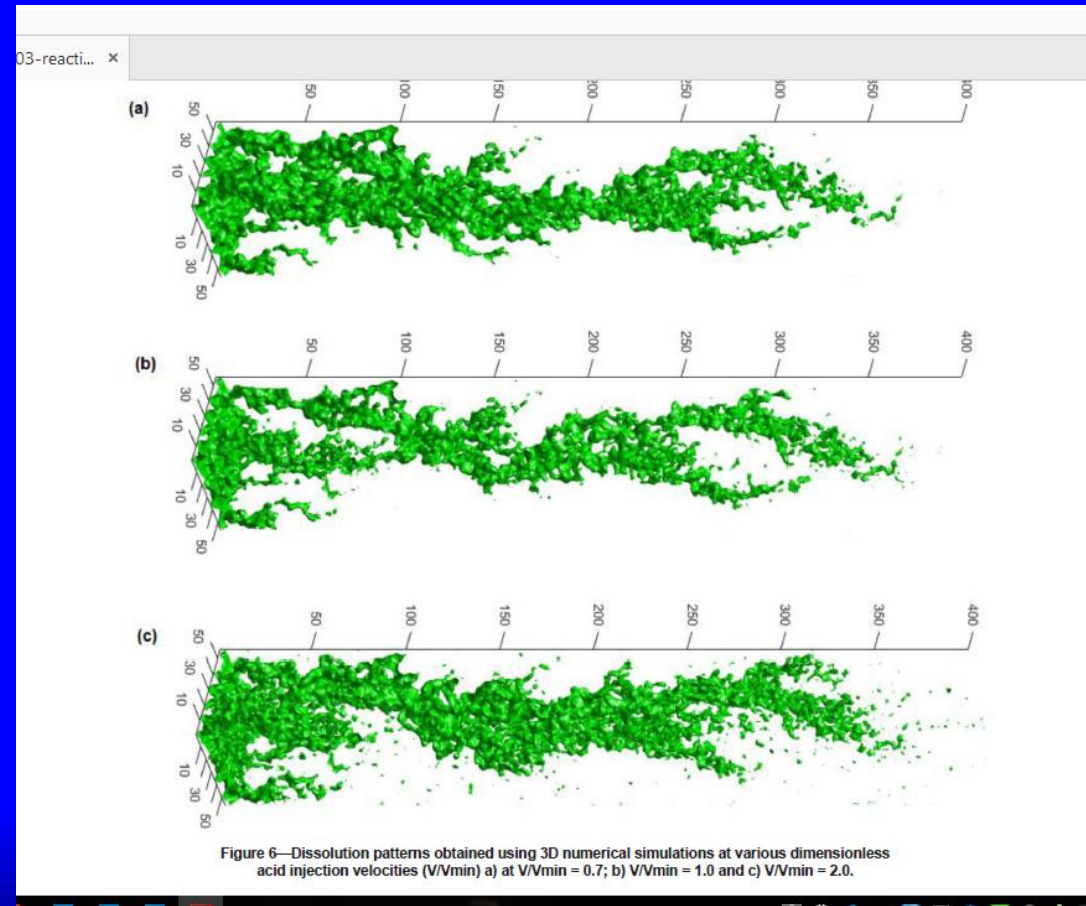 03-reacti... ×
(a)
50 100 150 200 250 300 350 400
50 30 10
10 30 50
(b)
50 100 150 200 250 300 350 400
50 30 10
10 30 50
(c)
50 100 150 200 250 300 350 400
50 30 10
10 30 50
Figure 6—Dissolution patterns obtained using 3D numerical simulations at various dimensionless
acid injection velocities (V/Vmin) a) at V/Vmin = 0.7; b) V/Vmin = 1.0 and c) V/Vmin = 2.0.